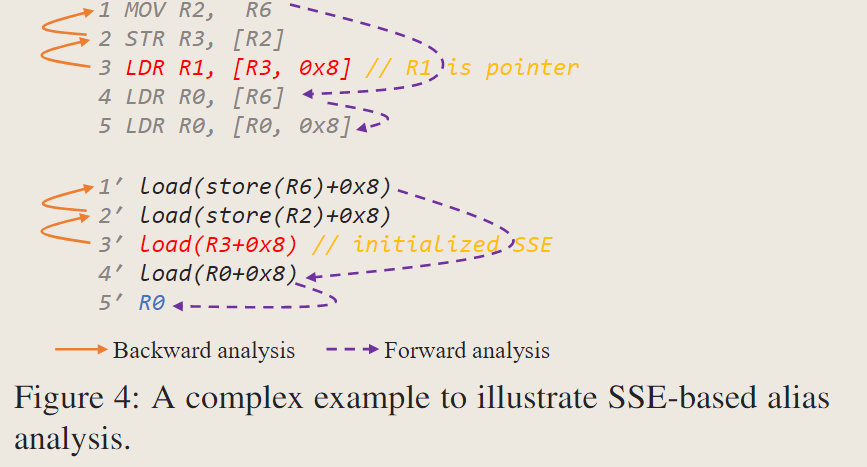 1 MOV R2, R6
2 STR R3, [R2]
3 LDR R1, [R3, 0x8] // R1 is pointer
4 LDR R0, [R6]
5 LDR R0, [R0, 0x8]
1’ load(store(R6)+0x8)
2’ load(store(R2)+0x8)
3’ load(R3+0x8) // initialized SSE
4’ load(R0+0x8)
5’ R0
Backward analysis Forward analysis
Figure 4: A complex example to illustrate SSE-based alias
analysis.